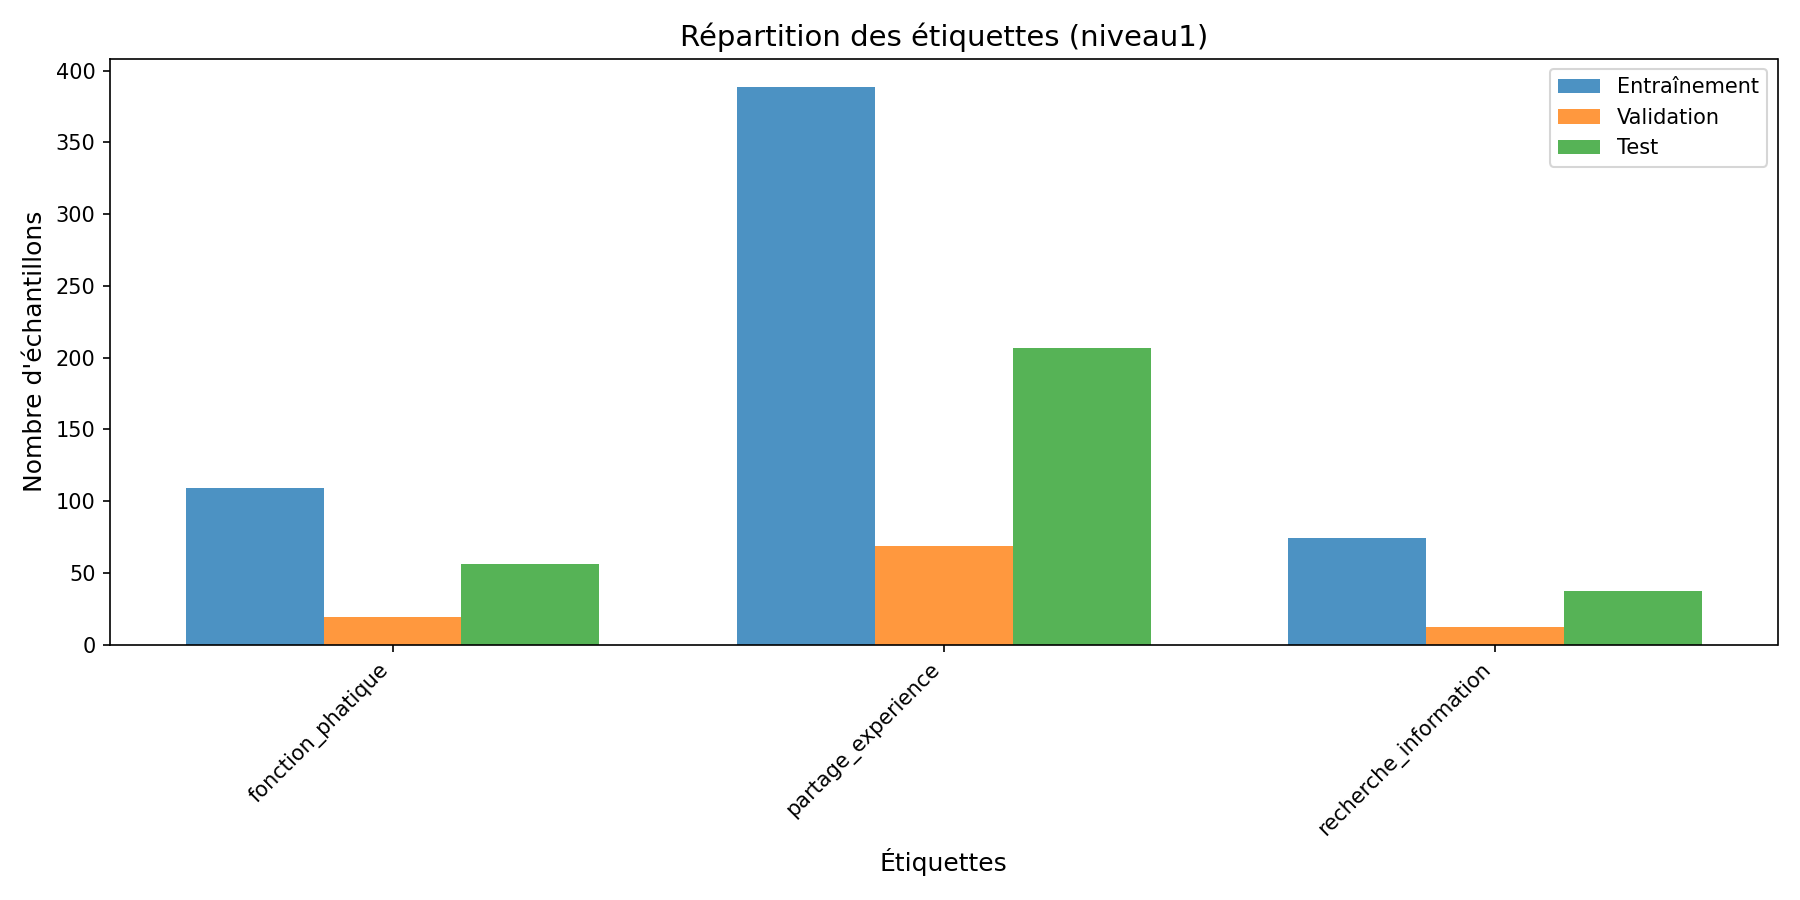 Répartition des étiquettes (niveau1)
Nombre d'échantillons
400
350
300
250
200
150
100
50
0
Entraînement
Validation
Test
fonction_phatique
partage_experience
recherche_information
Étiquettes